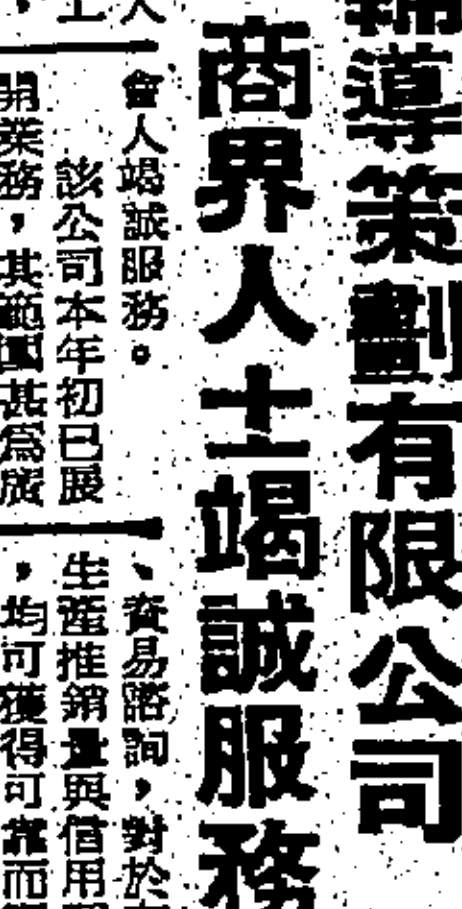 輔導策劃有限公司
商界人士竭誠服務
會人竭誠服務。
該公司本年初已展
開業務，其範圍甚爲廣
、資易諮詢，對於
生產推銷量與信用
，均可獲得可靠而